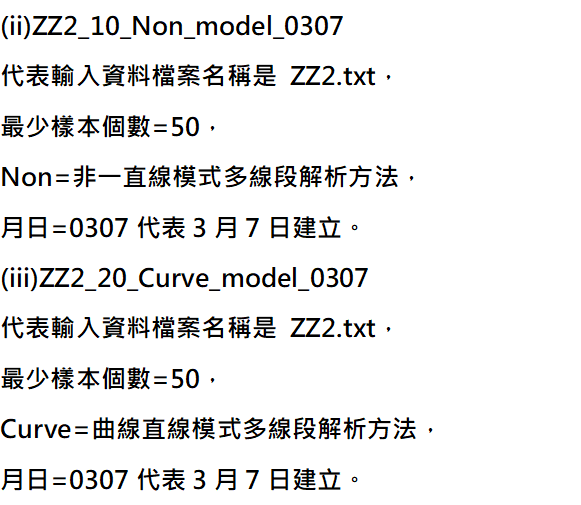 (ii)ZZ2_10_Non_model_0307
代表輸入資料檔案名稱是 ZZ2.txt，
最少樣本個數=50，
Non=非一直線模式多線段解析方法，
月日=0307 代表 3 月 7 日建立。
(iii)ZZ2_20_Curve_model_0307
代表輸入資料檔案名稱是 ZZ2.txt，
最少樣本個數=50，
Curve=曲線直線模式多線段解析方法，
月日=0307 代表 3 月 7 日建立。